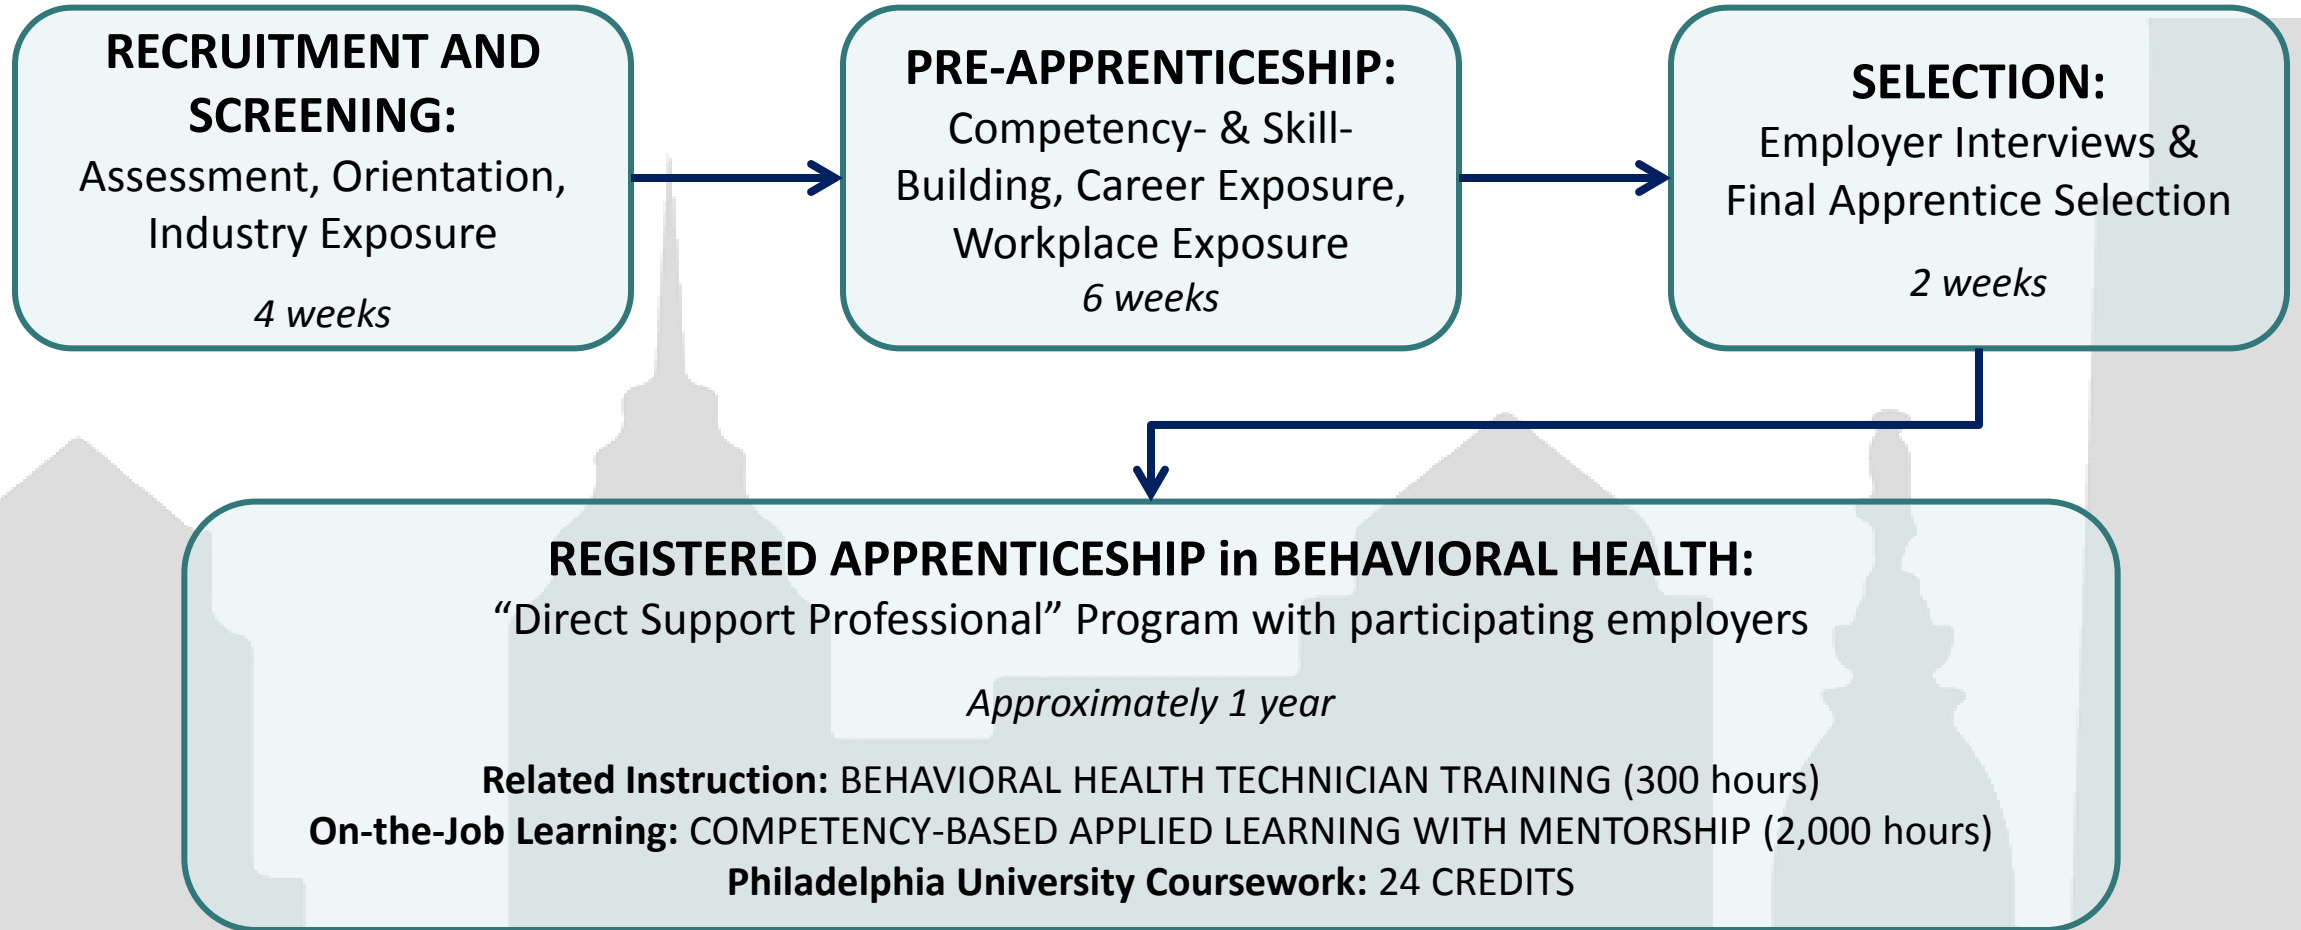 RECRUITMENT AND
SCREENING:
Assessment, Orientation,
Industry Exposure
4 weeks
PRE-APPRENTICESHIP:
Competency- & Skill-
Building, Career Exposure,
Workplace Exposure
6 weeks
SELECTION:
Employer Interviews &
Final Apprentice Selection
2 weeks
REGISTERED APPRENTICESHIP in BEHAVIORAL HEALTH:
“Direct Support Professional” Program with participating employers
Approximately 1 year
Related Instruction: BEHAVIORAL HEALTH TECHNICIAN TRAINING (300 hours)
On-the-Job Learning: COMPETENCY-BASED APPLIED LEARNING WITH MENTORSHIP (2,000 hours)
Philadelphia University Coursework: 24 CREDITS